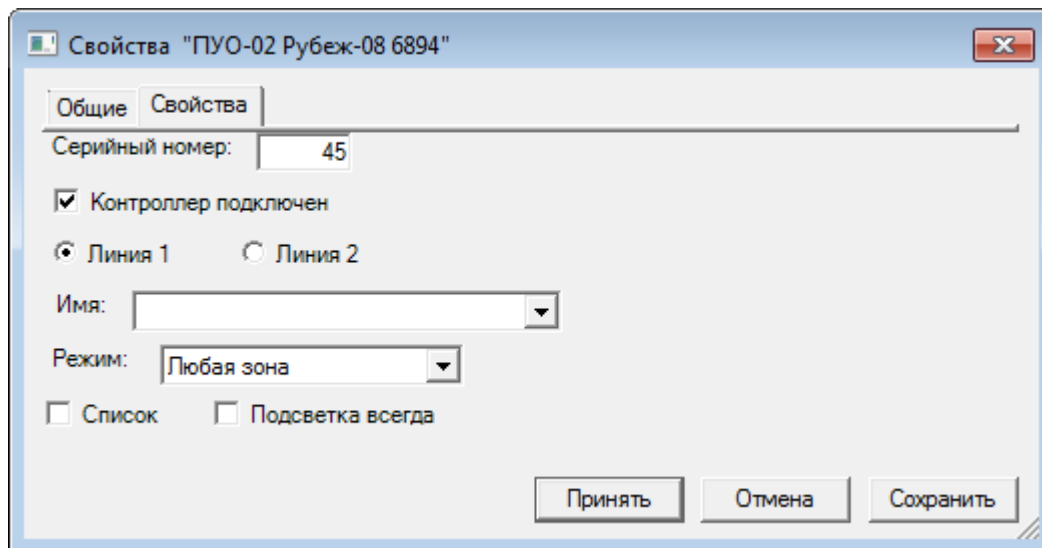 Свойства "ПУО-02 Рубеж-08 6894"
Общие Свойства
Серийный номер: 45
Контроллер подключен
Линия 1 Линия 2
Имя:
Режим: Любая зона
Список Подсветка всегда
Принять Отмена Сохранить